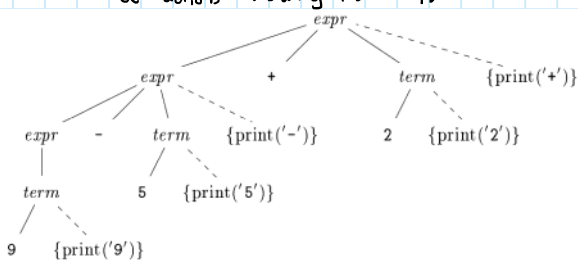 expr
expr + term {print('+')}
expr - term {print('-')} 2 {print('2')}
term 5 {print('5')}
9 {print('9')}